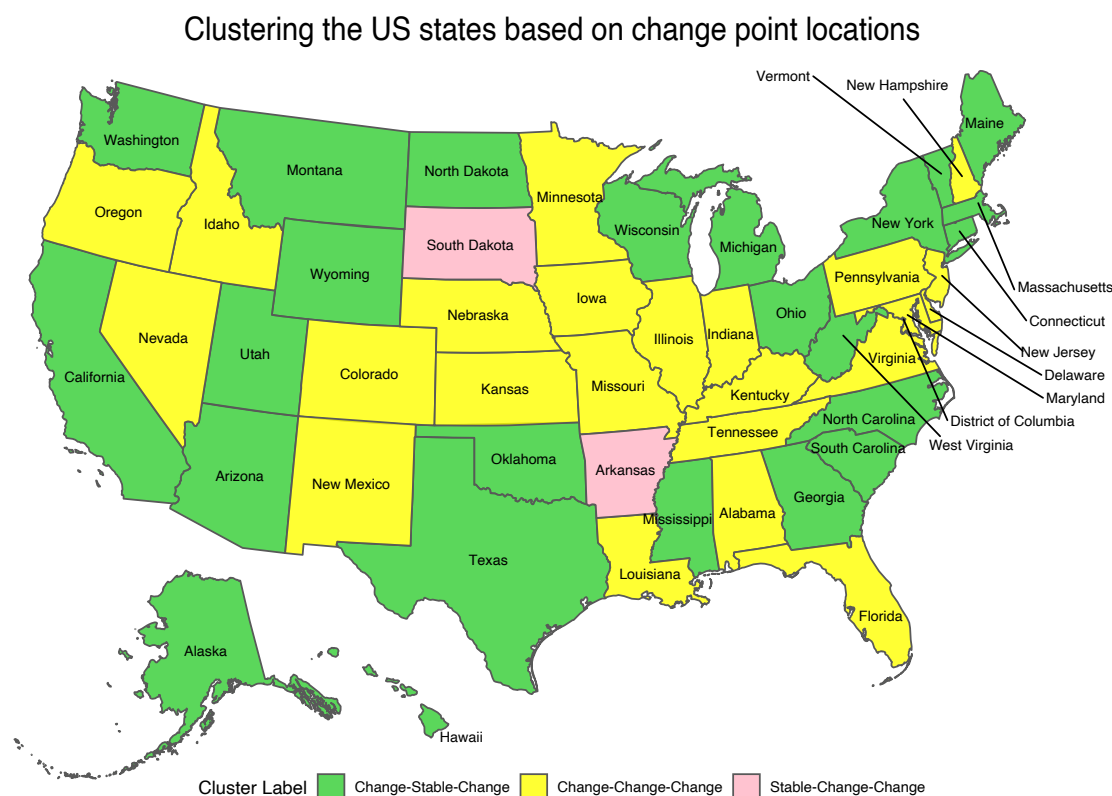 Clustering the US states based on change point locations
Vermont
New Hampshire
Maine
Washington
Montana
North Dakota
Minnesota
Oregon
Idaho
Wisconsin
New York
South Dakota
Michigan
Wyoming
Pennsylvania
Massachusetts
Iowa
Nebraska
Ohio
Connecticut
Nevada
Illinois
Indiana
Utah
Virginia
New Jersey
California
Colorado
Kansas
Missouri
Delaware
Kentucky
Maryland
North Carolina
District of Columbia
Tennessee
West Virginia
South Carolina
Oklahoma
Arkansas
Arizona
New Mexico
Georgia
Mississippi
Alabama
Texas
Louisiana
Florida
Alaska
Hawaii
Cluster Label
Change-Stable-Change
Change-Change-Change
Stable-Change-Change